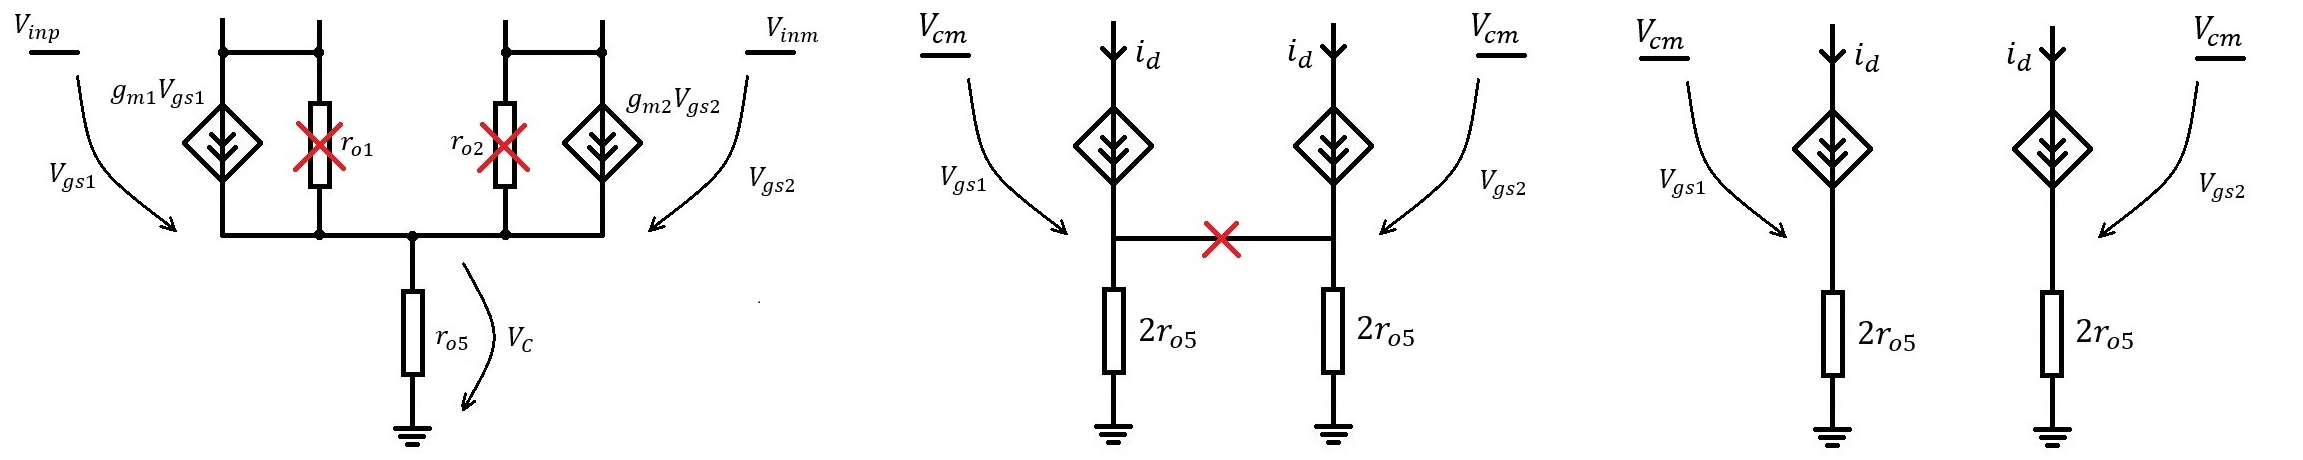 V_inp
V_inm
g_m1V_gs1
r_o1
r_o2
g_m2V_gs2
V_gs1
V_gs2
r_o5
V_C
V_cm
i_d
i_d
V_cm
V_gs1
V_gs2
2r_o5
2r_o5
V_cm
i_d
i_d
V_cm
V_gs1
V_gs2
2r_o5
2r_o5